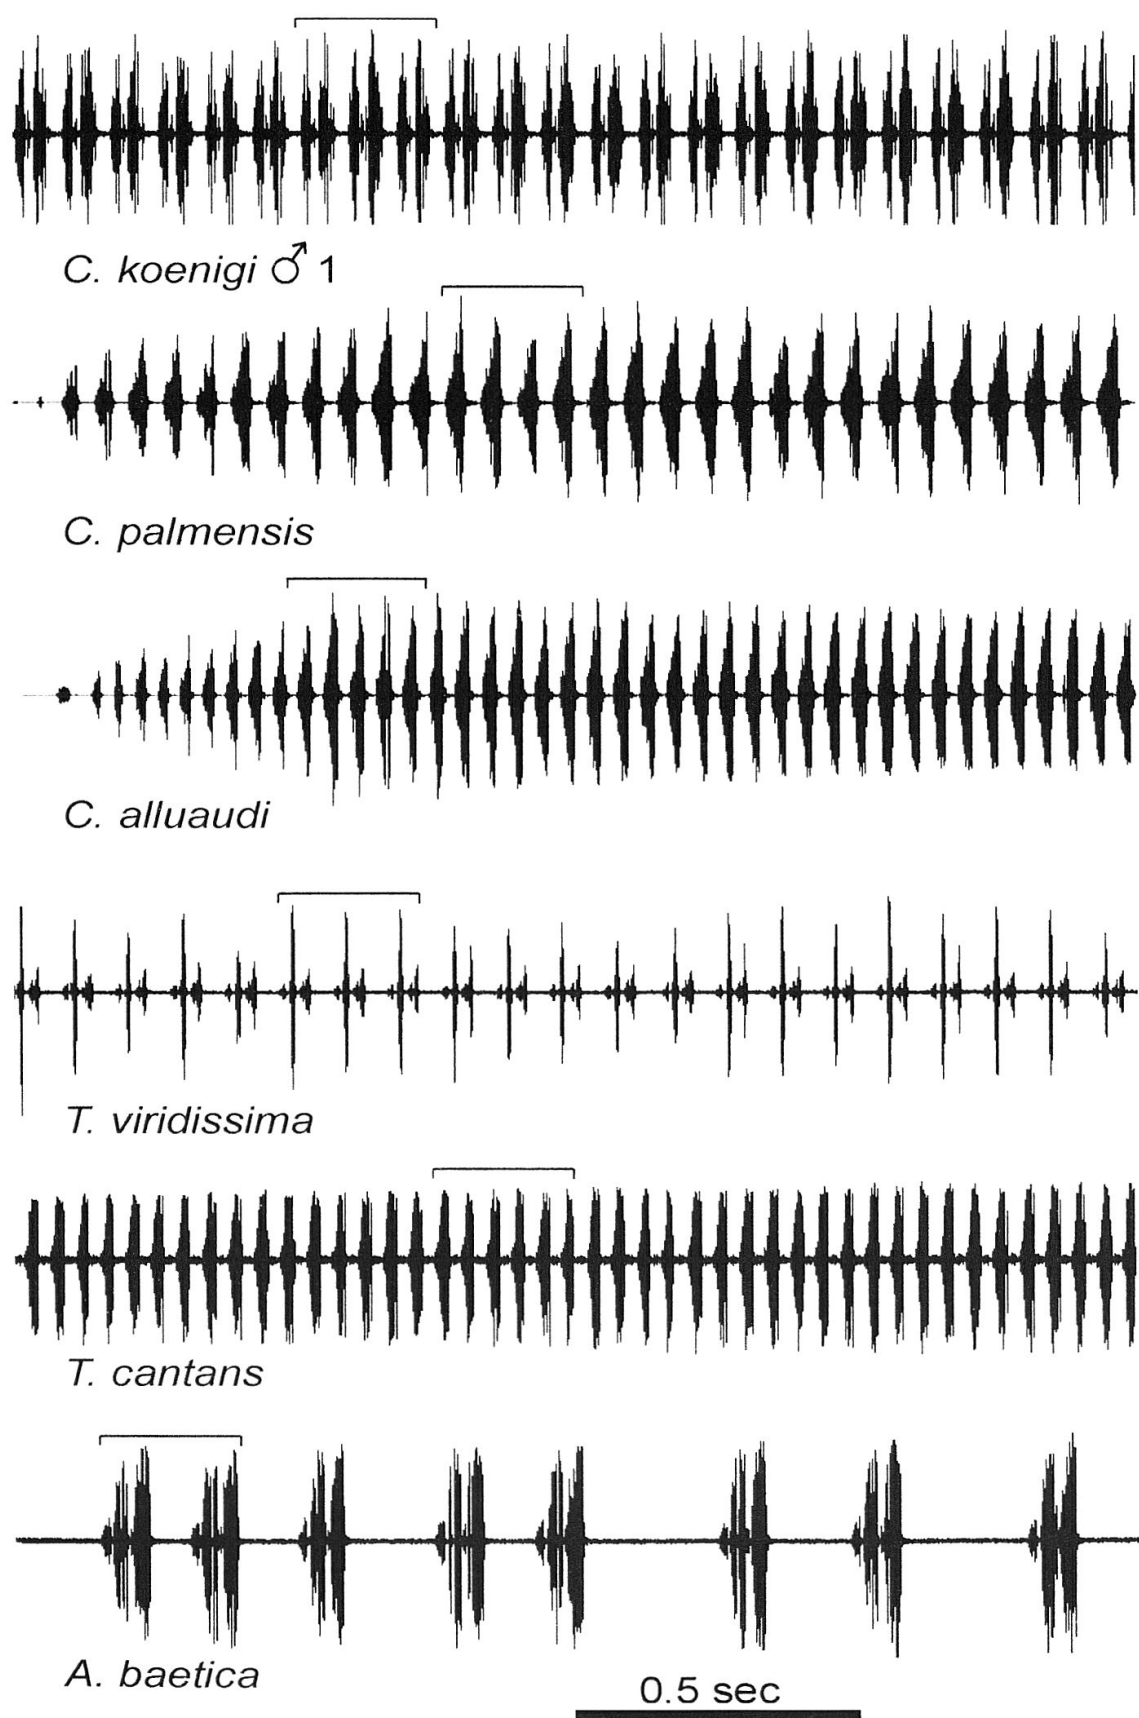 C. koenigi ♂ 1
C. palmensis
C. alluaudi
T. viridissima
T. cantans
A. baetica
0.5 sec